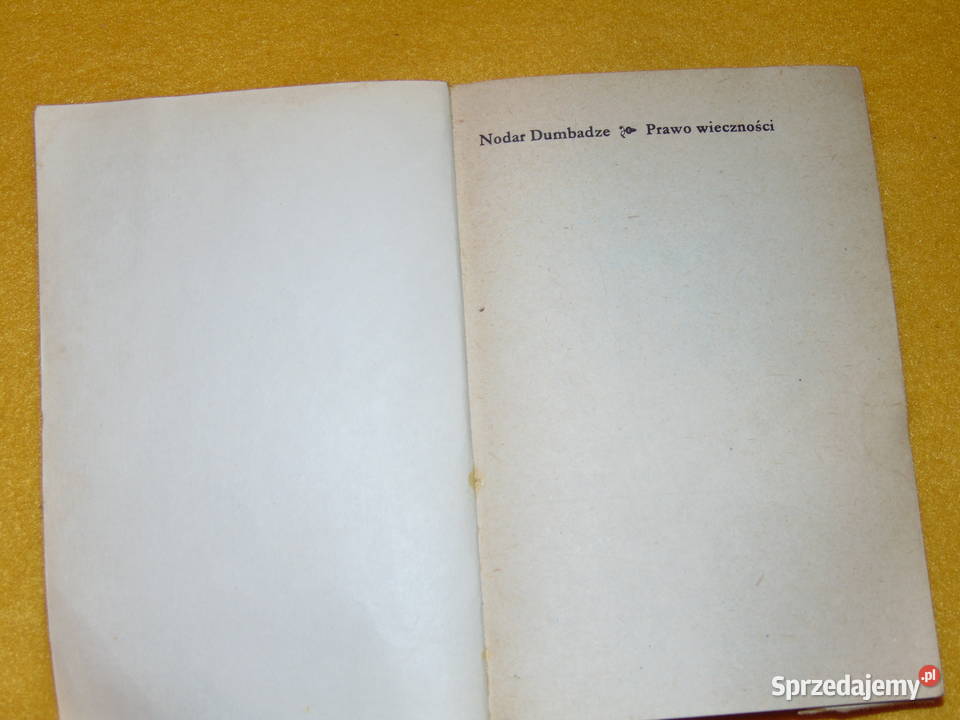 Nodar Dumbadze Prawo wieczności
Sprzedajemy.pl